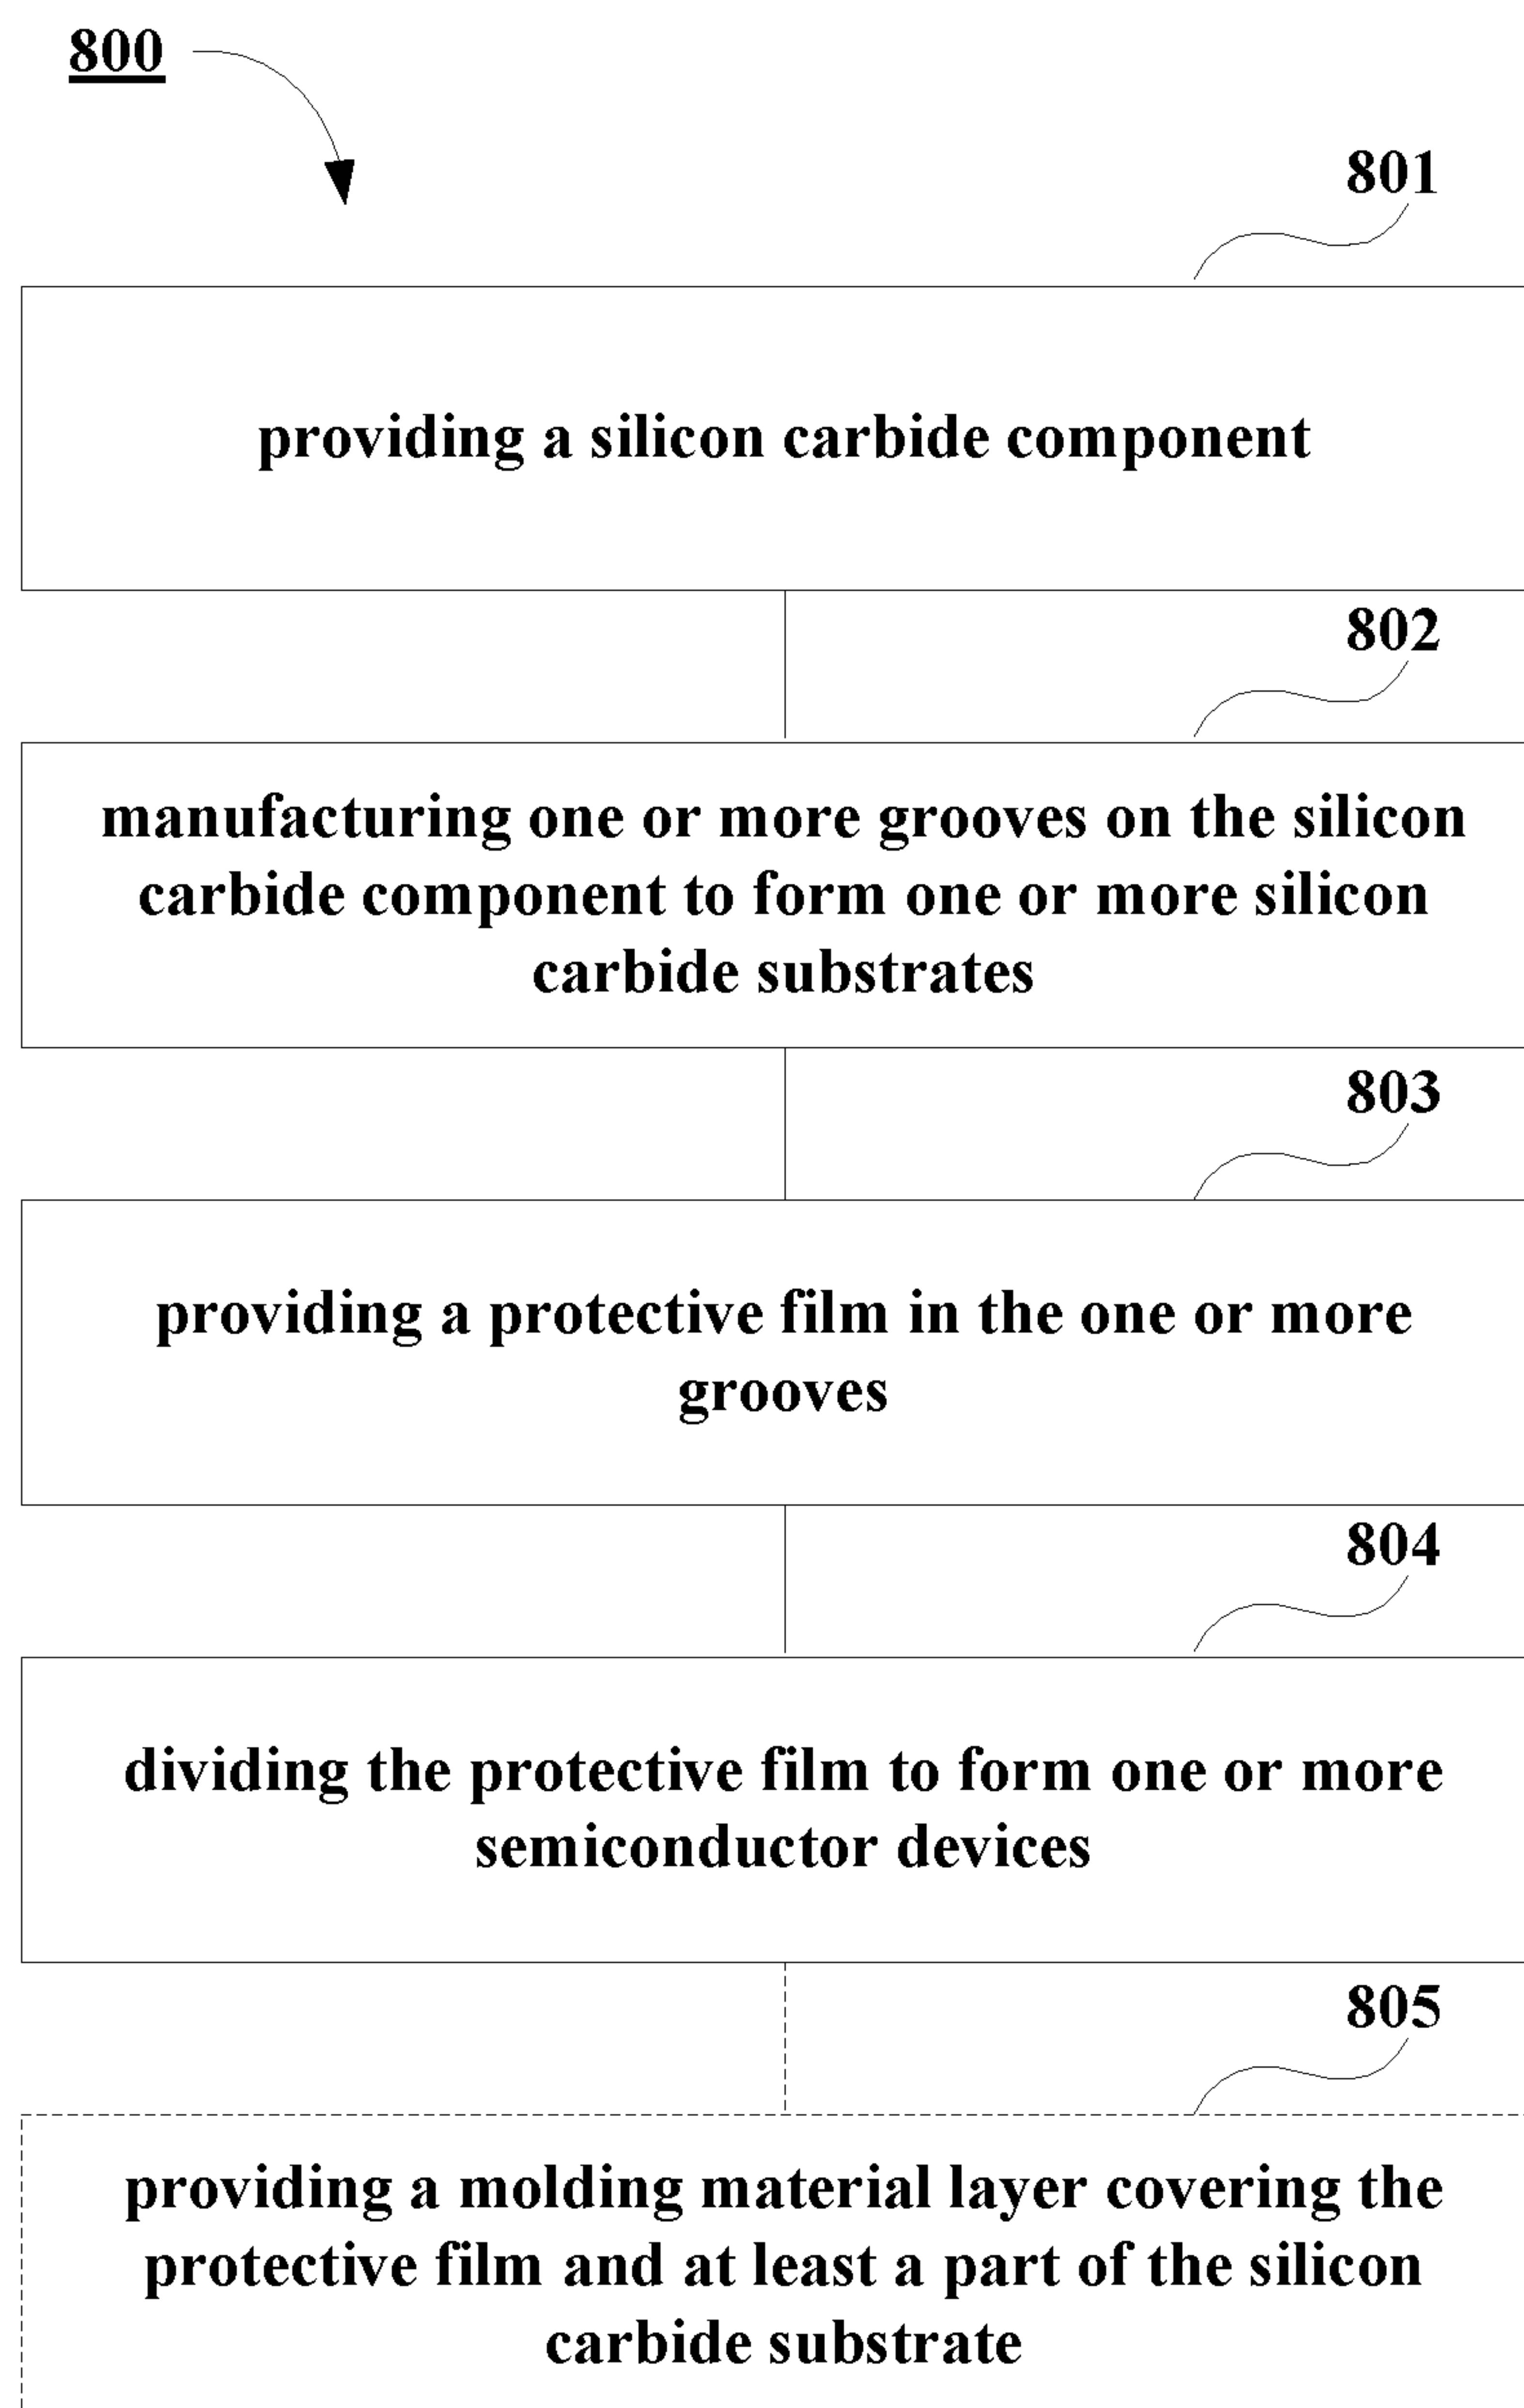 800
801
providing a silicon carbide component
802
manufacturing one or more grooves on the silicon
carbide component to form one or more silicon
carbide substrates
803
providing a protective film in the one or more
grooves
804
dividing the protective film to form one or more
semiconductor devices
805
providing a molding material layer covering the
protective film and at least a part of the silicon
carbide substrate